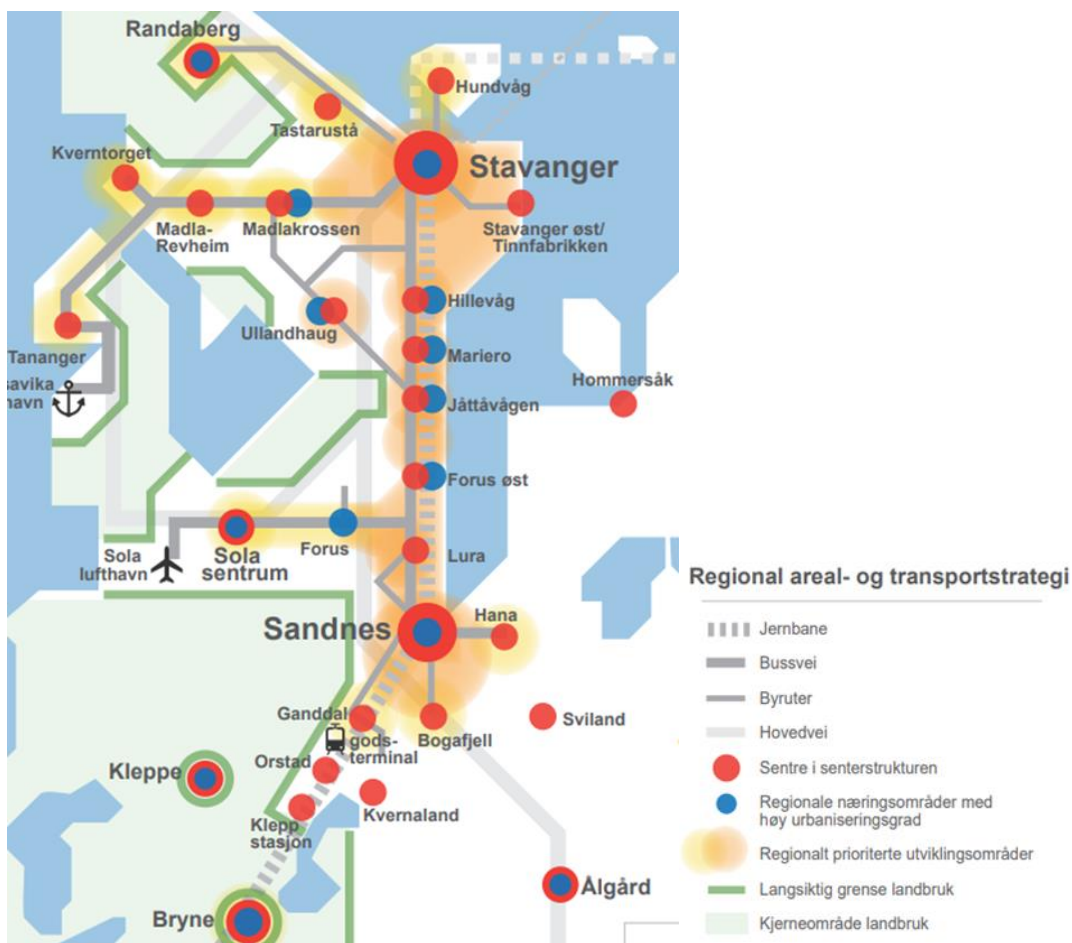 Randaberg
Hundvåg
Tastarustå
Kverntorget
Stavanger
Madla-
Revheim
Madlakrossen
Stavanger øst/
Tinnfabrikken
Hillevåg
Ullandhaug
Mariero
Tananger
Hommersåk
savika
havn
Jåttåvågen
Forus øst
Sola
lufthavn
Sola
sentrum
Forus
Lura
Hana
Sandnes
Ganddal
gods-
terminal
Bogafjell
Sviland
Orstad
Kleppe
Kvernaland
Klepp
stasjon
Ålgård
Bryne
Regional areal- og transportstrategi
Jernbane
Bussvei
Byruter
Hovedvei
Sentre i senterstrukturen
Regionale næringsområder med
høy urbaniseringsgrad
Regionalt prioriterte utviklingsområder
Langsiktig grense landbruk
Kjerneområde landbruk